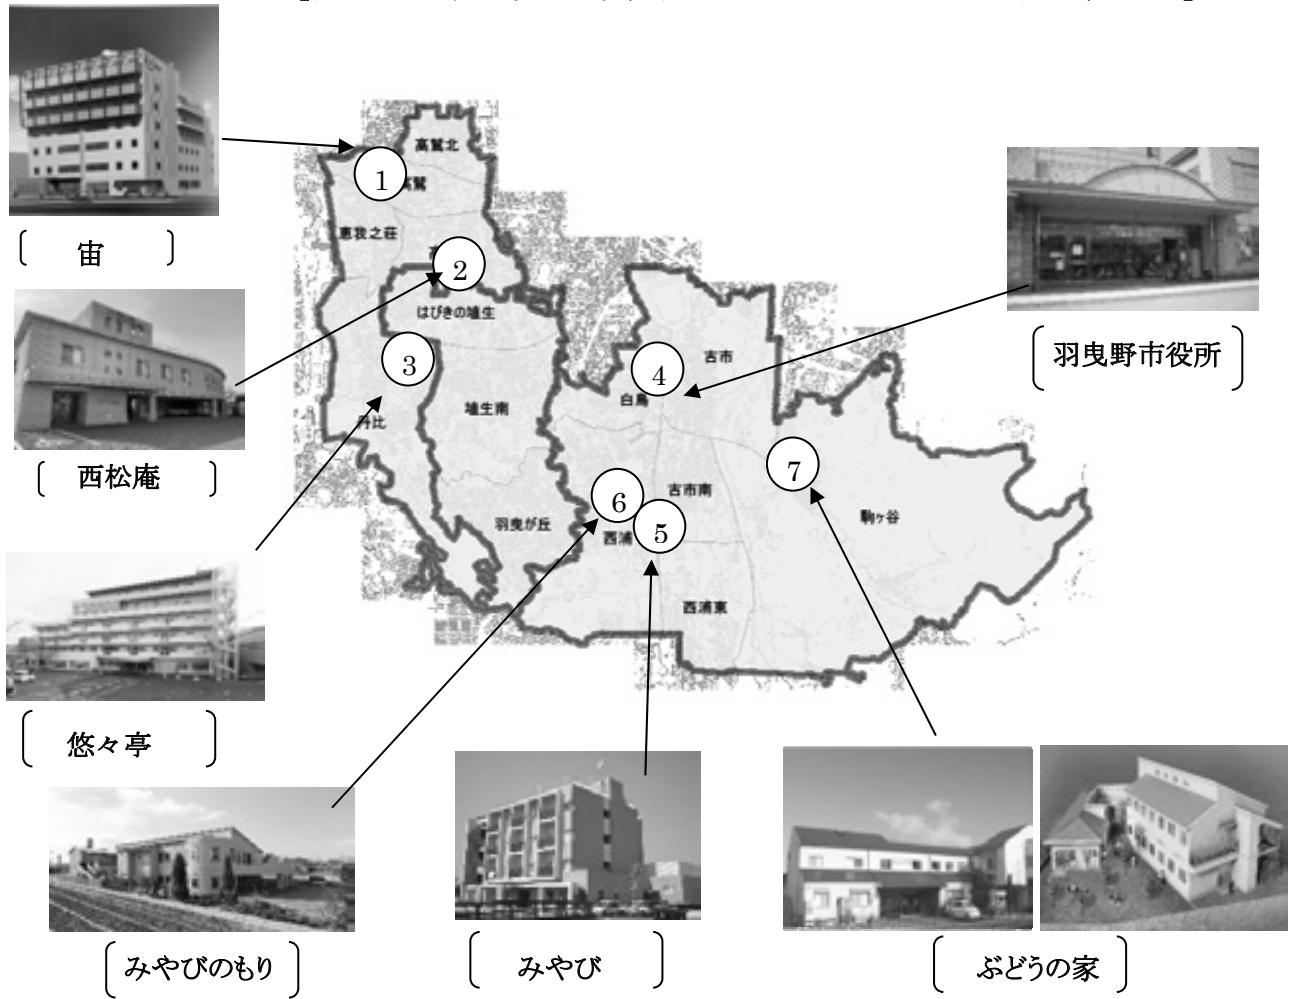 高鷲北
1
高鷲
恵我之荘
2
はびきの埴生
3
古市
4
白鳥
埴生南
丹比
7
6
古市南
駒ヶ谷
羽曳が丘
西浦
5
西浦東
宙
西松庵
悠々亭
みやびのもり
みやび
ぶどうの家
羽曳野市役所